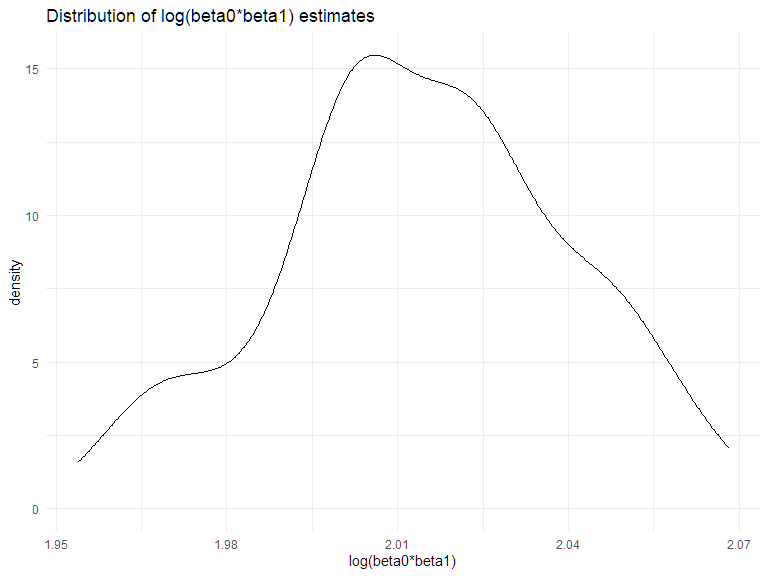 Distribution of log(beta0*beta1) estimates
15
10
5
0
density
1.95 1.98 2.01 2.04 2.07
log(beta0*beta1)